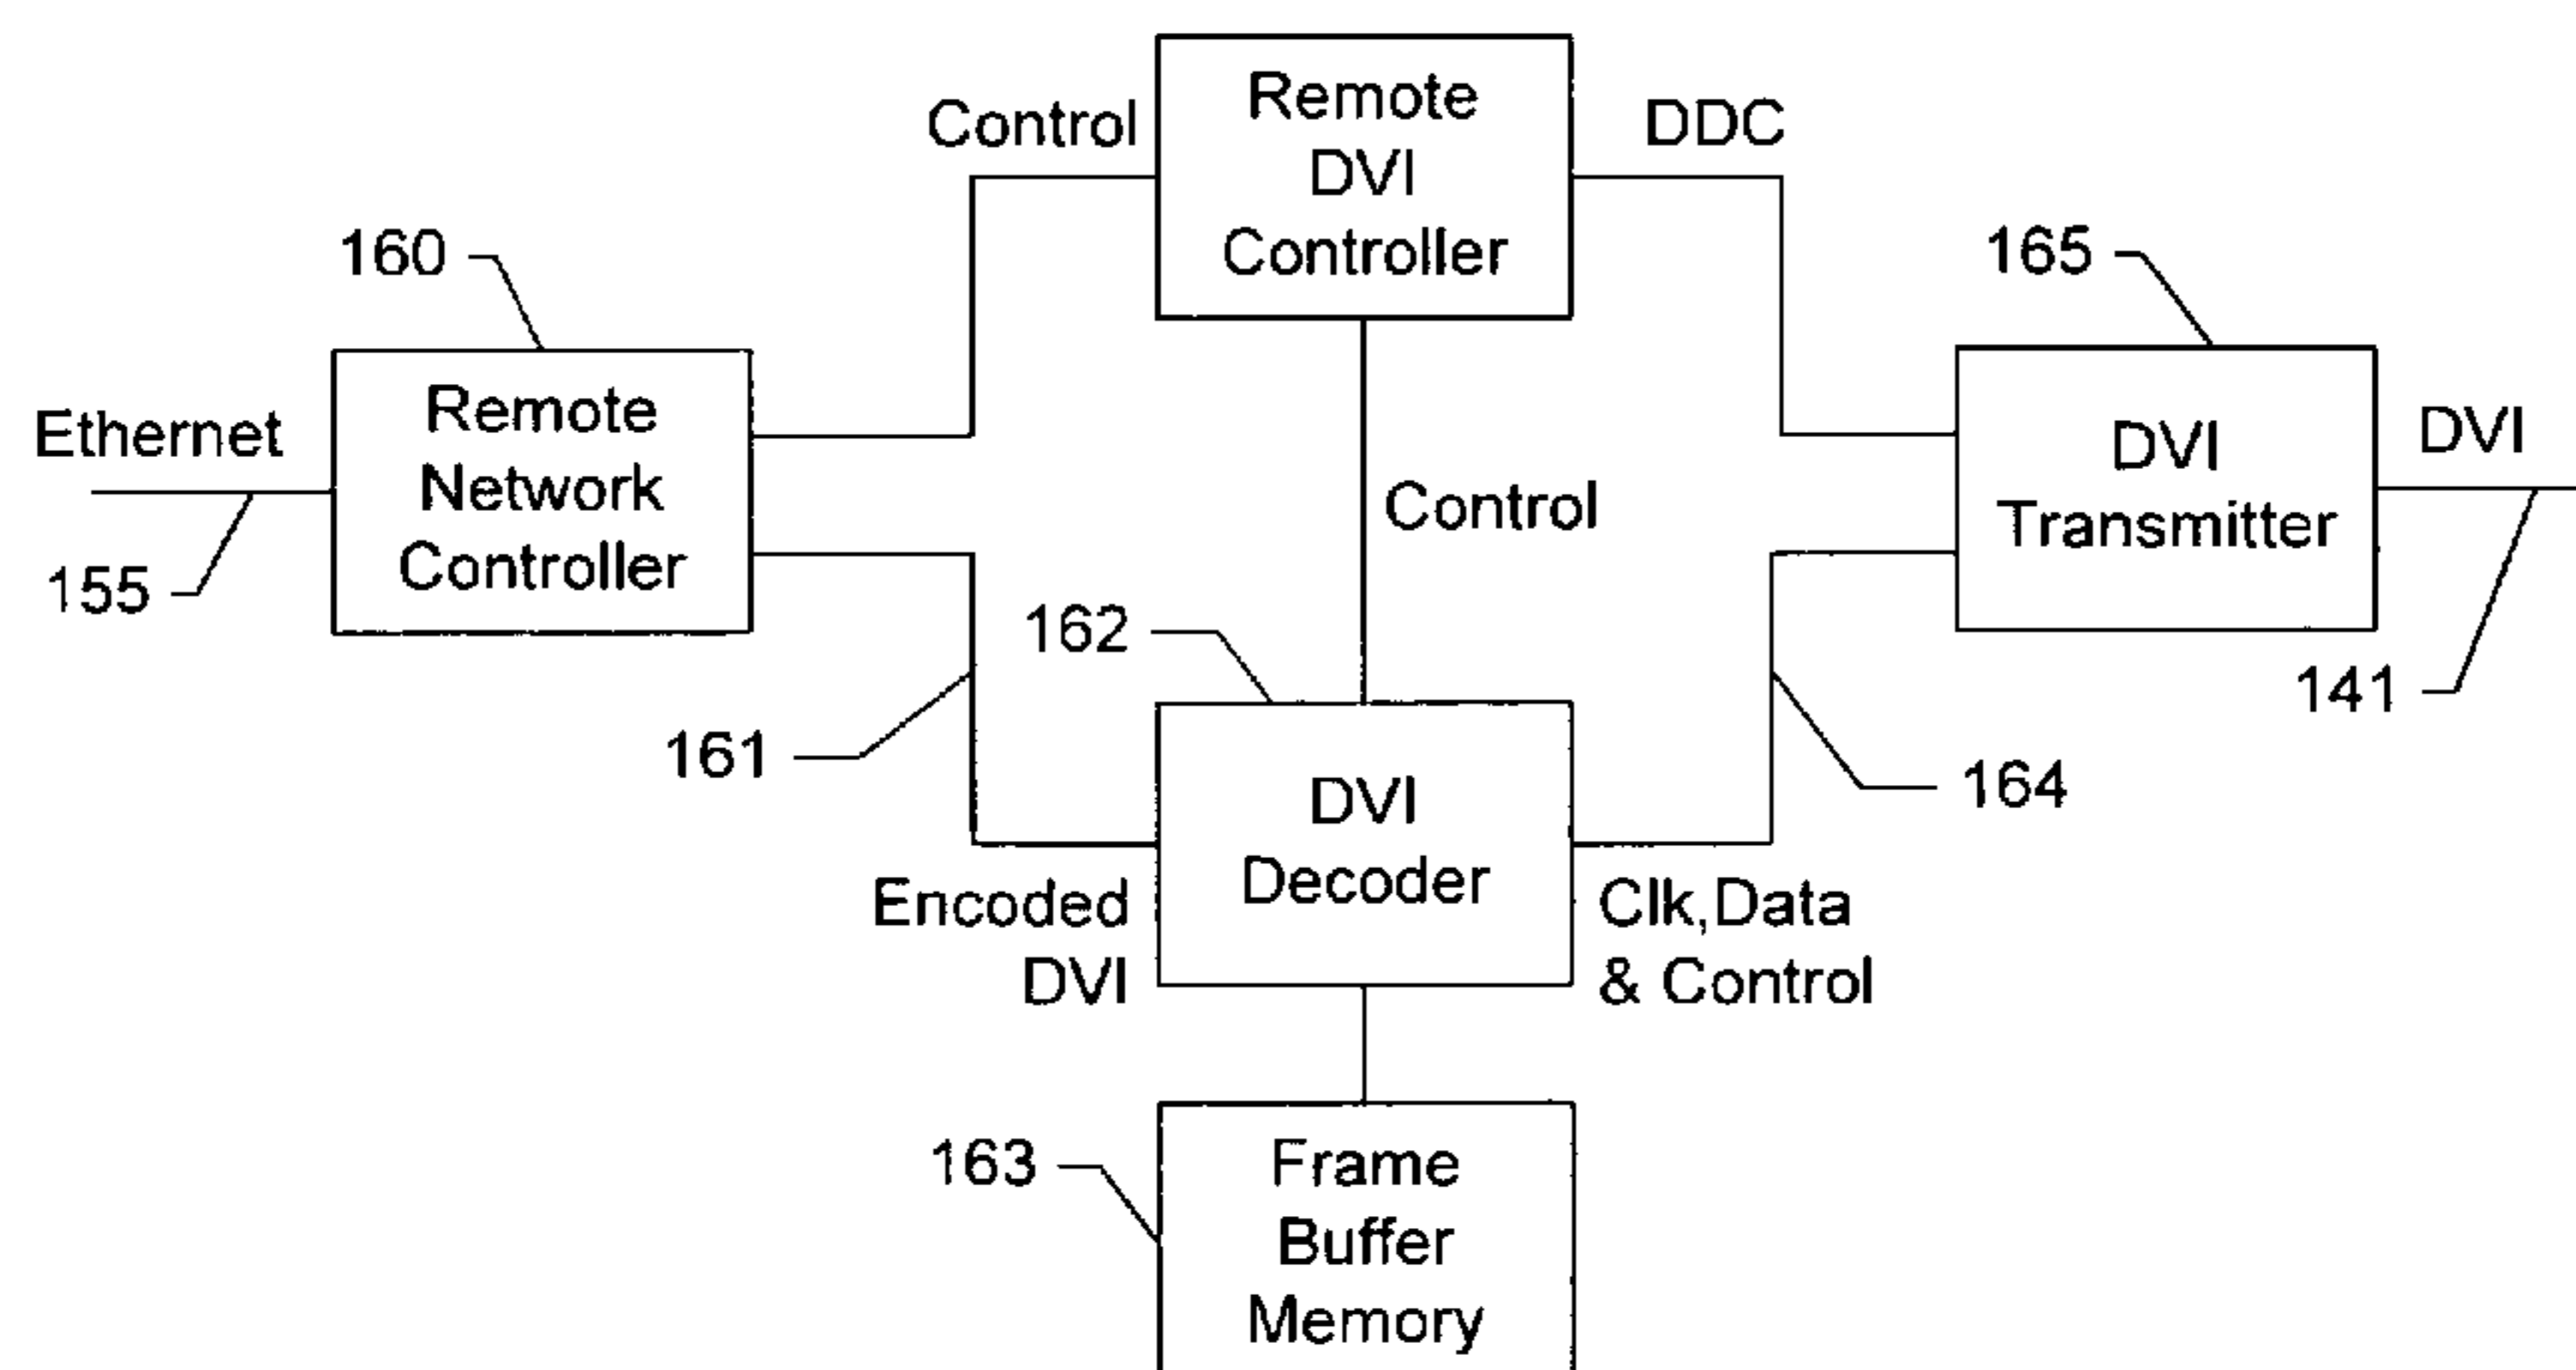 Remote
DVI
Controller
Control
DDC
160
165
Ethernet
Remote
Network
Controller
155
Control
DVI
Transmitter
DVI
141
162
161
164
DVI
Decoder
Encoded
DVI
Clk,Data
& Control
163
Frame
Buffer
Memory